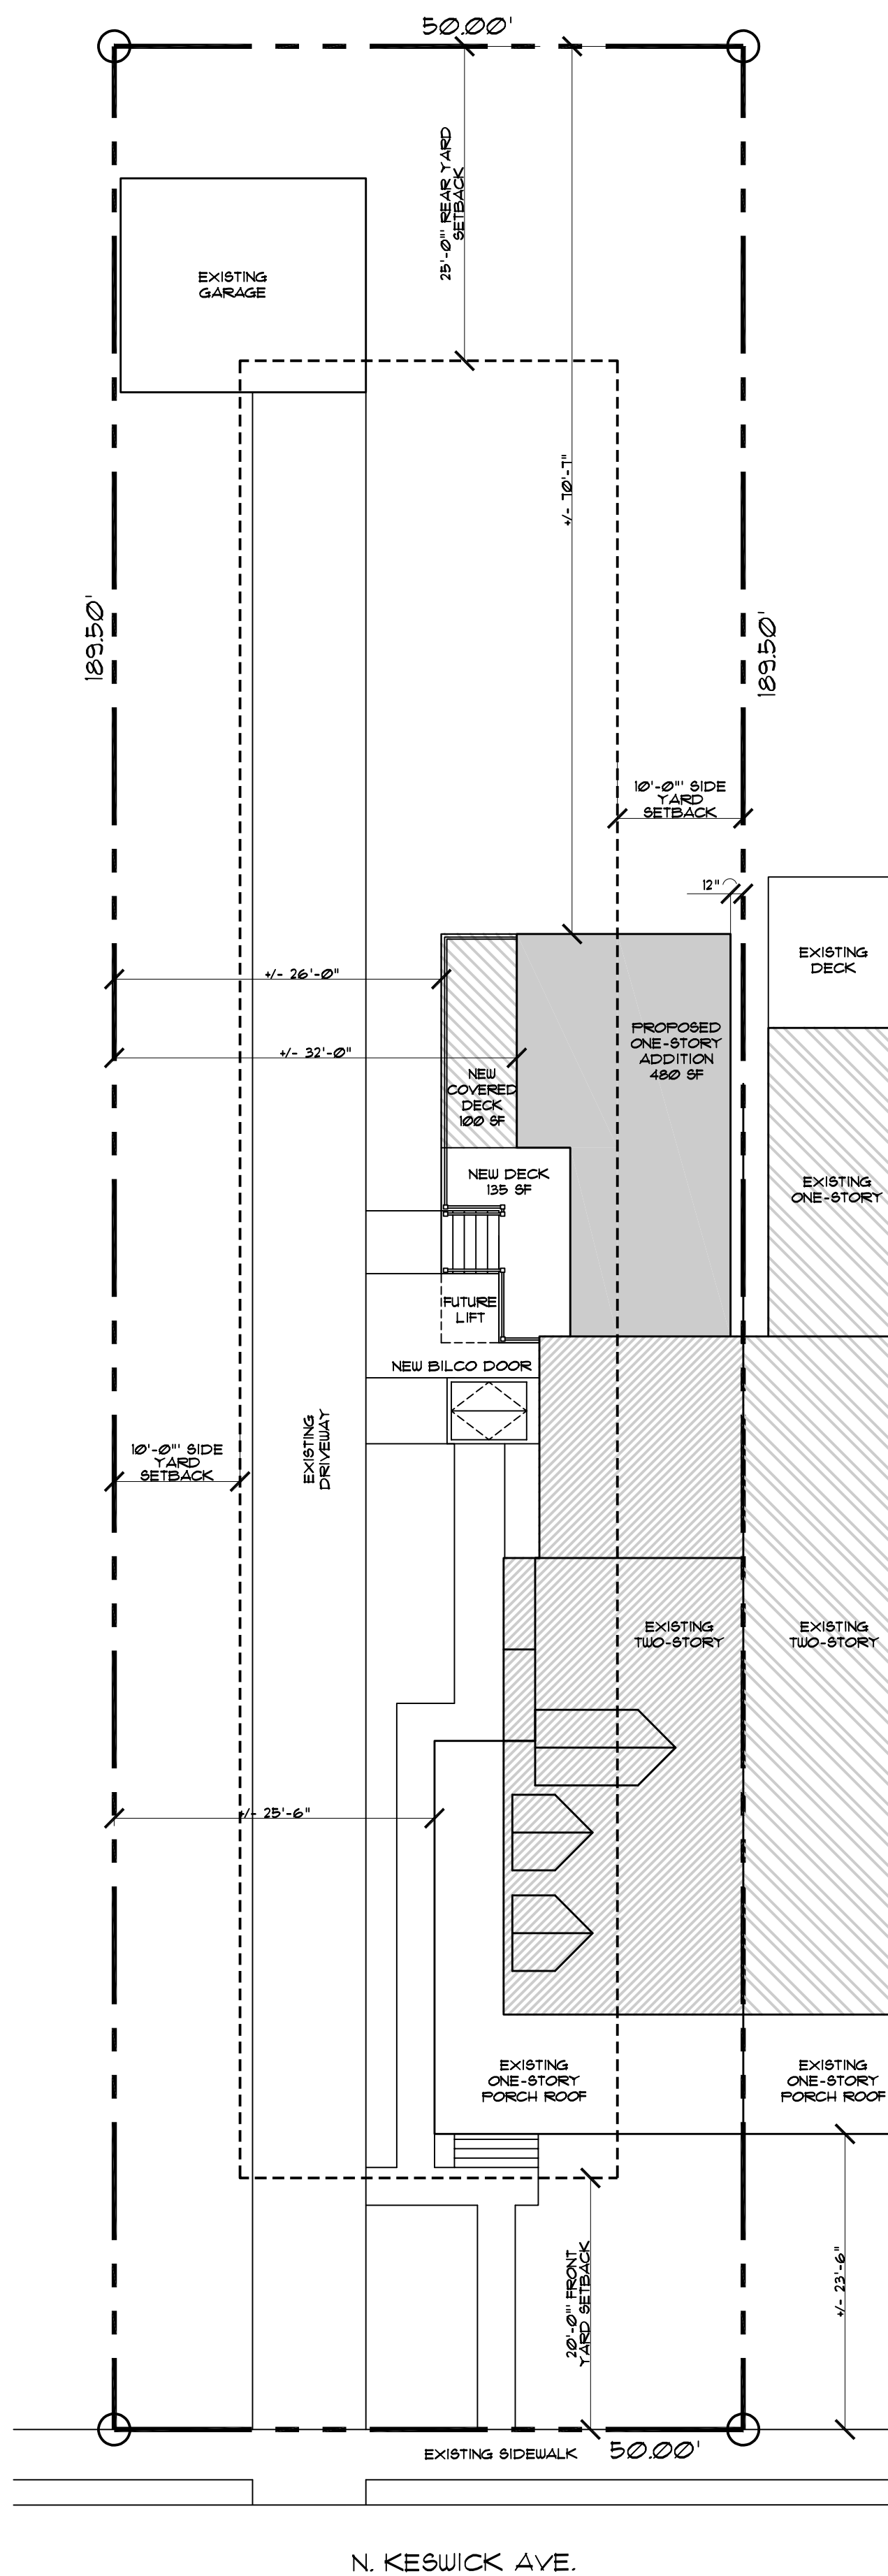 50.00'
25'-0"' REAR YARD
SETBACK
EXISTING
GARAGE
+/- 70'-7"
189.50'
189.50'
10'-0"' SIDE
YARD
SETBACK
12"
EXISTING
DECK
+/- 26'-0"
PROPOSED
ONE-STORY
ADDITION
480 SF
+/- 32'-0"
NEW
COVERED
DECK
100 SF
NEW DECK
135 SF
EXISTING
ONE-STORY
FUTURE
LIFT
NEW BILCO DOOR
EXISTING
DRIVEWAY
10'-0"' SIDE
YARD
SETBACK
EXISTING
TWO-STORY
EXISTING
TWO-STORY
+/- 25'-6"
EXISTING
ONE-STORY
PORCH ROOF
EXISTING
ONE-STORY
PORCH ROOF
20'-0"' FRONT
YARD SETBACK
+/- 23'-6"
EXISTING SIDEWALK
50.00'
N. KESWICK AVE.